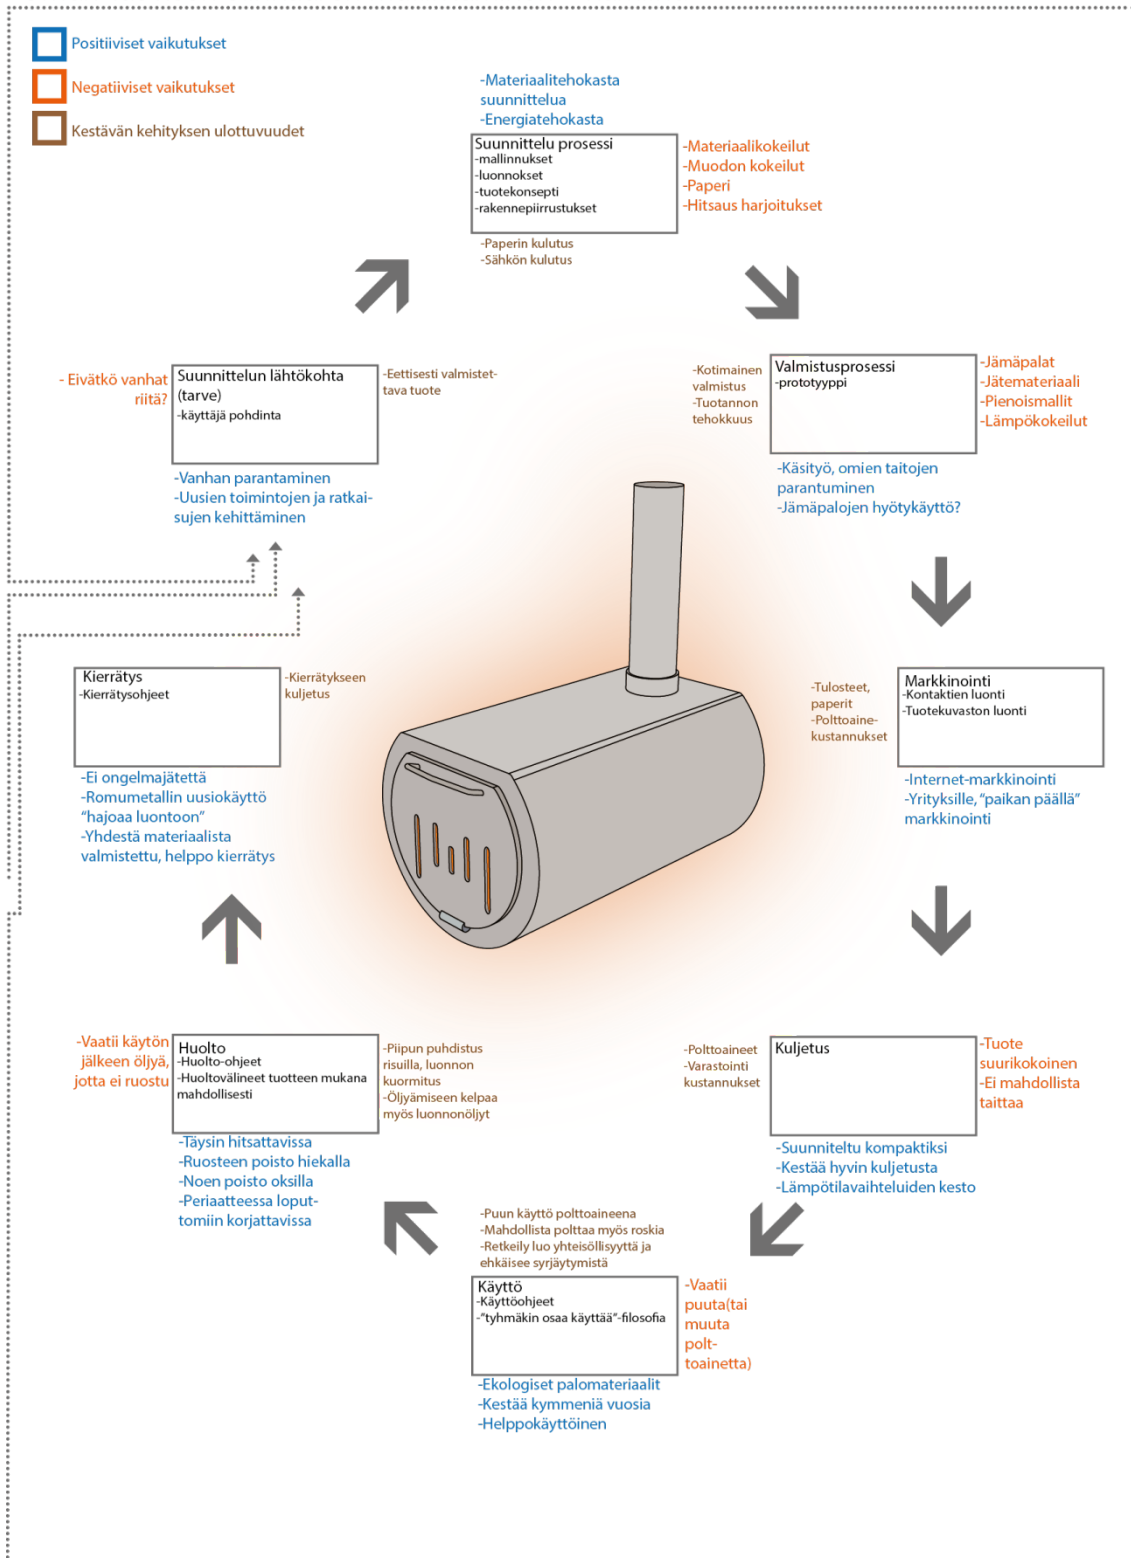 Positiiviset vaikutukset
Negatiiviset vaikutukset
Kestävän kehityksen ulottuvuudet
-Materiaalitehokasta
suunnittelua
-Energiatehokasta
Suunnittelu prosessi
-mallinnukset
-luonnokset
-tuotekonsepti
-rakennepiirrustukset
-Materiaalikokeilut
-Muodon kokeilut
-Paperi
-Hitsaus harjoitukset
-Paperin kulutus
-Sähkön kulutus
- Eivätkö vanhat
riitä?
Suunnittelun lähtökohta
(tarve)
-käyttäjä pohdinta
-Eettisesti valmistet-
tava tuote
-Vanhan parantaminen
-Uusien toimintojen ja ratkai-
sujen kehittäminen
-Kotimainen
valmistus
-Tuotannon
tehokkuus
Valmistusprosessi
-prototyyppi
-Jämäpalat
-Jätemateriaali
-Pienoismallit
-Lämpökokeilut
-Käsityö, omien taitojen
parantuminen
-Jämäpalojen hyötykäyttö?
Kierrätys
-Kierrätysohjeet
-Kierrätykseen
kuljetus
-Ei ongelmajätettä
-Romumetallin uusiokäyttö
“hajoaa luontoon”
-Yhdestä materiaalista
valmistettu, helppo kierrätys
-Tulosteet,
paperit
-Polttoaine-
kustannukset
Markkinointi
-Kontaktien luonti
-Tuotekuvaston luonti
-Internet-markkinointi
-Yrityksille, “paikan päällä”
markkinointi
-Vaatii käytön
jälkeen öljyä,
jotta ei ruostu
Huolto
-Huolto-ohjeet
-Huoltovälineet tuotteen mukana
mahdollisesti
-Piipun puhdistus
risuilla, luonnon
kuormitus
-Öljyämiseen kelpaa
myös luonnonöljyt
-Täysin hitsattavissa
-Ruosteen poisto hiekalla
-Noen poisto oksilla
-Periaatteessa loput-
tomiin korjattavissa
-Polttoaineet
-Varastointi
kustannukset
Kuljetus
-Tuote
suurikokoinen
-Ei mahdollista
taittaa
-Suunniteltu kompaktiksi
-Kestää hyvin kuljetusta
-Lämpötilavaihteluiden kesto
-Puun käyttö polttoaineena
-Mahdollista polttaa myös roskia
-Retkeily luo yhteisöllisyyttä ja
ehkäisee syrjäytymistä
Käyttö
-Käyttöohjeet
-“tyhmäkin osaa käyttää”-filosofia
-Vaatii
puuta(tai
muuta
polt-
toainetta)
-Ekologiset palomateriaalit
-Kestää kymmeniä vuosia
-Helppokäyttöinen